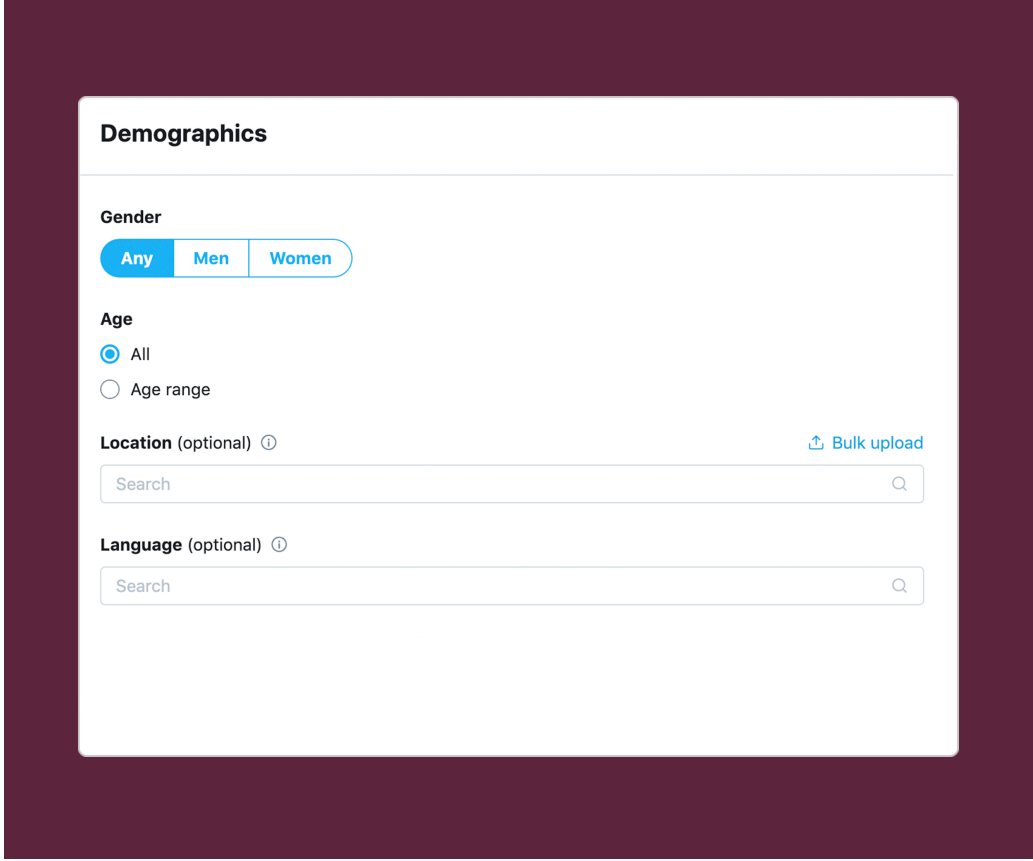 Demographics
Gender
Any Men Women
Age
All
Age range
Location (optional) Bulk upload
Search
Language (optional)
Search